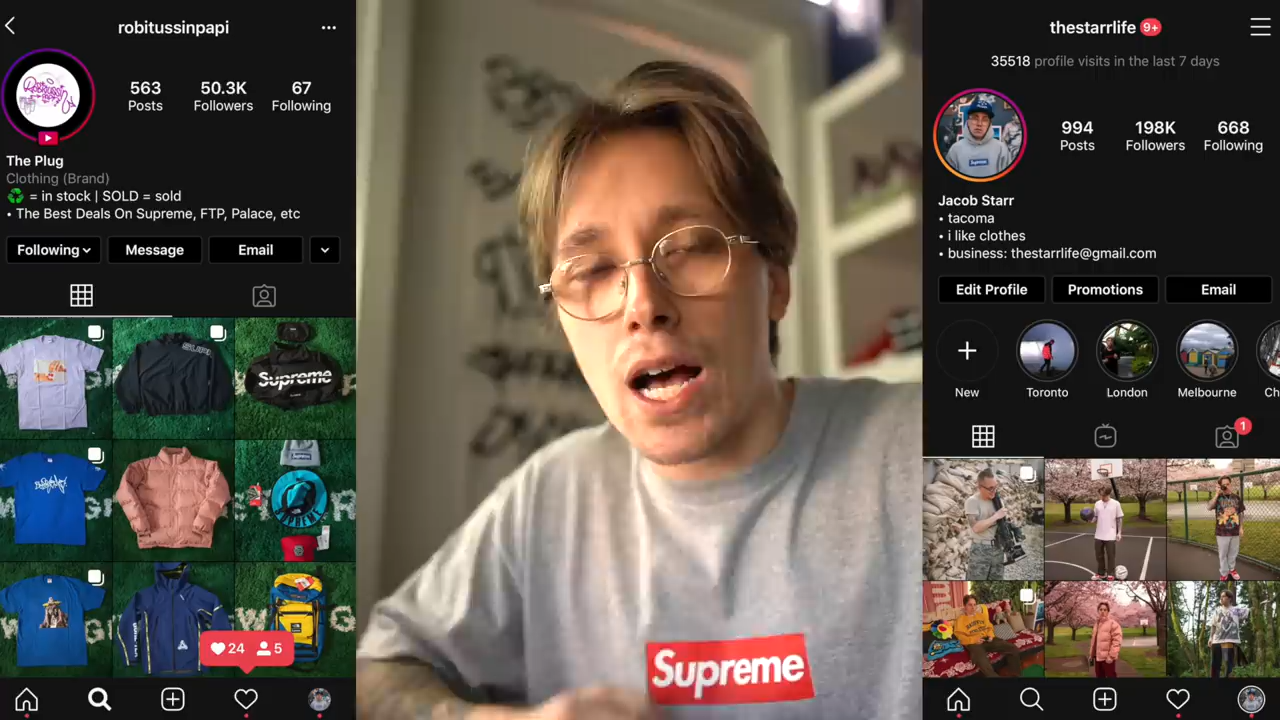 robitussinpapi
563
Posts
50.3K
Followers
67
Following
The Plug
Clothing (Brand)
♻️ = in stock | SOLD = sold
• The Best Deals On Supreme, FTP, Palace, etc
Following
Message
Email
Supreme
24
5
Supreme
thestarrlife 9+
35518 profile visits in the last 7 days
994
Posts
198K
Followers
668
Following
Jacob Starr
• tacoma
• i like clothes
• business: thestarrlife@gmail.com
Edit Profile
Promotions
Email
New
Toronto
London
Melbourne
Ch
1